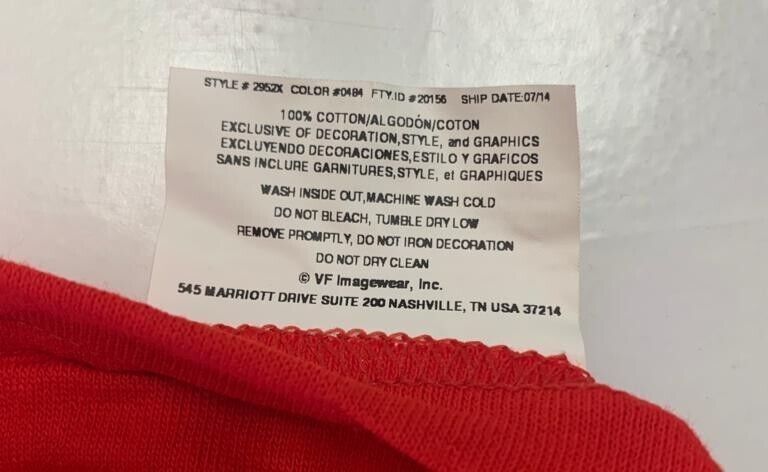 STYLE # 2952X COLOR #0484 FTY.ID #20156 SHIP DATE:07/14
100% COTTON/ALGODÓN/COTON
EXCLUSIVE OF DECORATION,STYLE, and GRAPHICS
EXCLUYENDO DECORACIONES,ESTILO Y GRAFICOS
SANS INCLURE GARNITURES,STYLE, et GRAPHIQUES
WASH INSIDE OUT,MACHINE WASH COLD
DO NOT BLEACH, TUMBLE DRY LOW
REMOVE PROMPTLY, DO NOT IRON DECORATION
DO NOT DRY CLEAN
© VF Imagewear, Inc.
545 MARRIOTT DRIVE SUITE 200 NASHVILLE, TN USA 37214